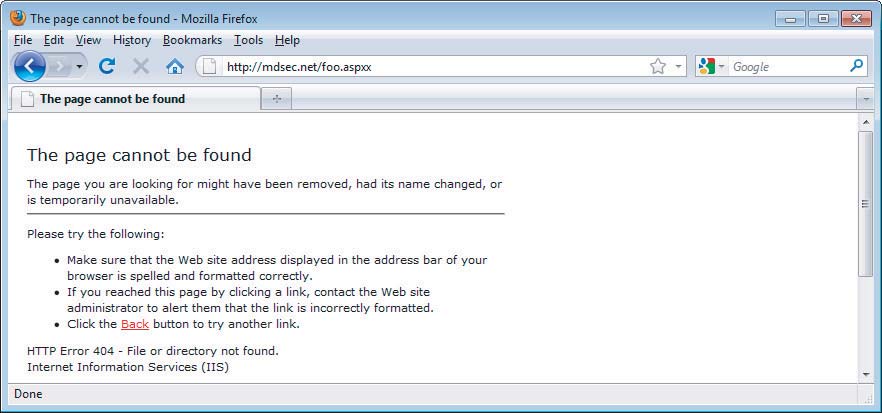 The page cannot be found - Mozilla Firefox
File Edit View History Bookmarks Tools Help
http://mdsec.net/foo.aspxx Google
The page cannot be found
The page cannot be found
The page you are looking for might have been removed, had its name changed, or
is temporarily unavailable.
Please try the following:
• Make sure that the Web site address displayed in the address bar of your
browser is spelled and formatted correctly.
• If you reached this page by clicking a link, contact the Web site
administrator to alert them that the link is incorrectly formatted.
• Click the Back button to try another link.
HTTP Error 404 - File or directory not found.
Internet Information Services (IIS)
Done